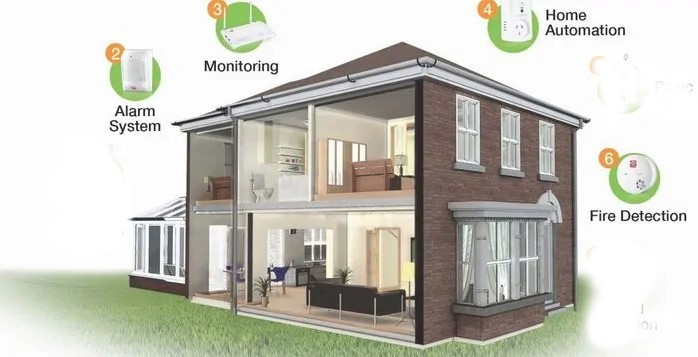 3
Monitoring
4
Home
Automation
2
Alarm
System
6
Fire Detection